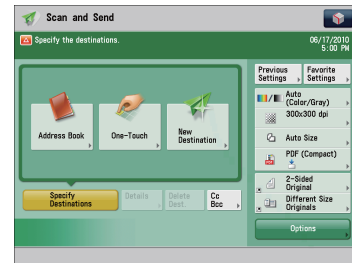 Scan and Send
Specify the destinations.
06/17/2010
5:00 PM
Previous
Settings
Favorite
Settings
Auto
(Color/Gray)
300x300 dpi
Auto Size
PDF (Compact)
2-Sided
Original
Different Size
Originals
Options
Address Book
One-Touch
New
Destination
Specify
Destinations
Details
Delete
Dest.
Cc
Bcc